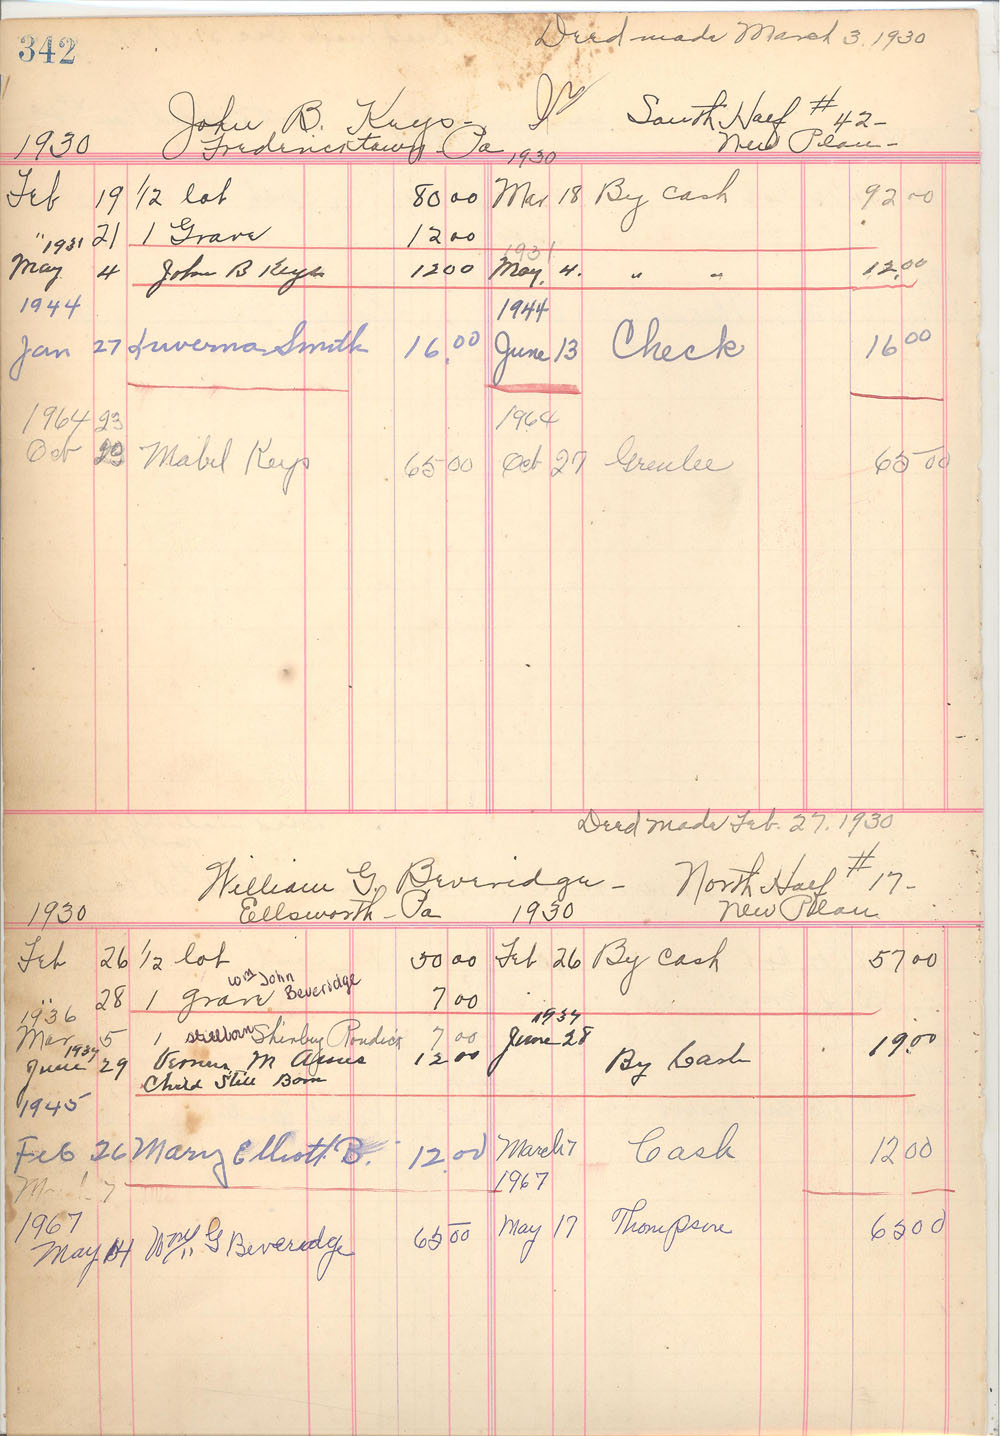 342
Deed made March 3, 1930
John B. Keys - South Half # 42 -
1930 Fredericktown Pa 1930 New Plan -
Feb 19 1/2 lot 80 00 Mar 18 By cash 92 00
" 21 1 Grave 12 00
1931 1931
May 4 John B Keys 12 00 May. 4. " " 12.00
1944 1944
Jan 27 Luverna Smith 16.00 June 13 Check 16 00
1964 23 1964
Oct Mabel Keys 65 00 Oct 27 Greenlee 65 00
Deed made Feb. 27. 1930
William G. Beveridge - North Half # 17 -
1930 Ellsworth - Pa 1930 New Plan
Feb 26 1/2 lot 50 00 Feb 26 By cash 57 00
Wm John
" 28 1 Grave Beveridge 7 00
1936 1937
Mar 5 1 stillborn Shirley 7 00 June 28
1937
June 29 M 12 00 By Cash 19.00
Child Still Born
1945
Feb 26 Mary Elliott B. 12.00 March 7 Cash 12 00
7
1967 1967
May 14 G Beveridge 65 00 May 17 Thompson 65 00